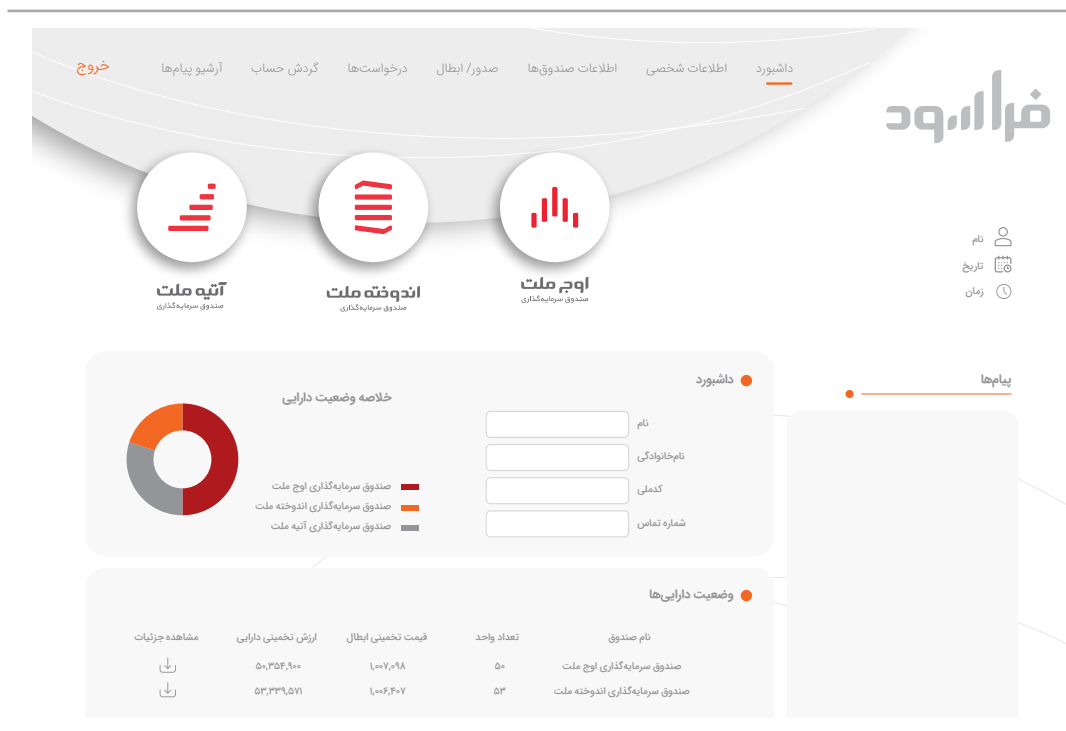 داشبورد اطلاعات شخصی اطلاعات صندوق‌ها صدور/ ابطال درخواست‌ها گردش حساب آرشیو پیام‌ها خروج
فراسود
اوج ملت
صندوق سرمایه‌گذاری
اندوخته ملت
صندوق سرمایه‌گذاری
آتیه ملت
صندوق سرمایه‌گذاری
نام
تاریخ
زمان
پیام‌ها
داشبورد
نام
نام‌خانوادگی
کدملی
شماره تماس
خلاصه وضعیت دارایی
صندوق سرمایه‌گذاری اوج ملت
صندوق سرمایه‌گذاری اندوخته ملت
صندوق سرمایه‌گذاری آتیه ملت
وضعیت دارایی‌ها
نام صندوق تعداد واحد قیمت تخمینی ابطال ارزش تخمینی دارایی مشاهده جزئیات
صندوق سرمایه‌گذاری اوج ملت ۵۰ ۱,۰۰۷,۰۹۸ ۵۰,۳۵۴,۹۰۰
صندوق سرمایه‌گذاری اندوخته ملت ۵۳ ۱,۰۰۶,۴۰۷ ۵۳,۳۳۹,۵۷۱